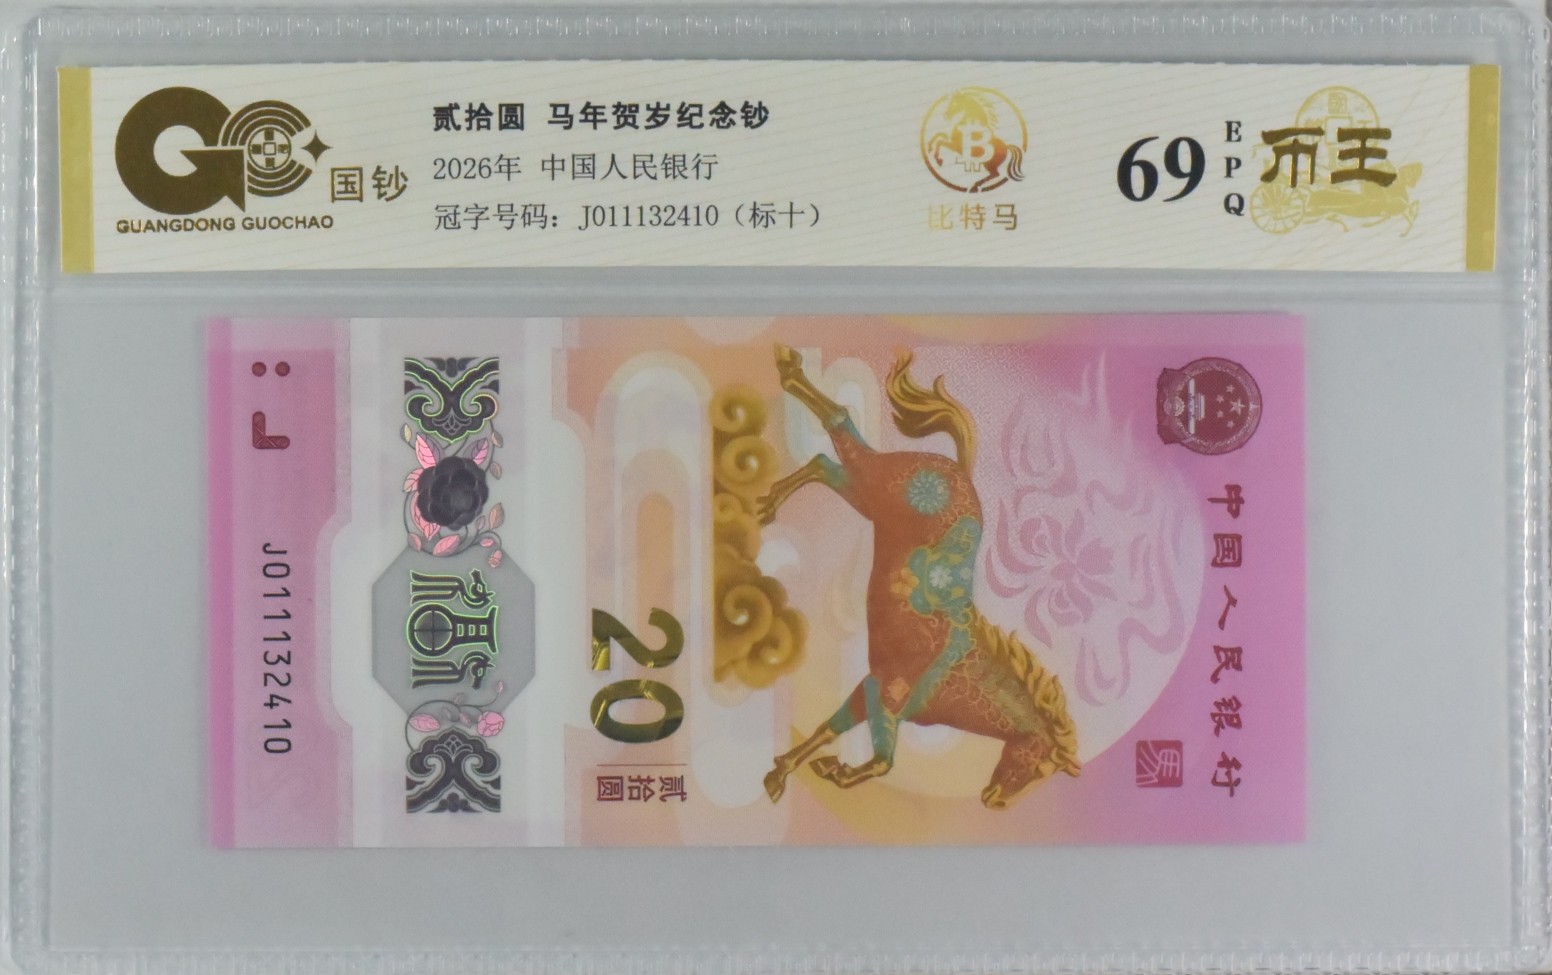 国钞
GUANGDONG GUOCHAO
贰拾圆 马年贺岁纪念钞
2026年 中国人民银行
冠字号码：J011132410（标十）
B
比特马
69
EPQ
币王
中国人民银行
馬
20
贰拾圆
福
J011132410
J